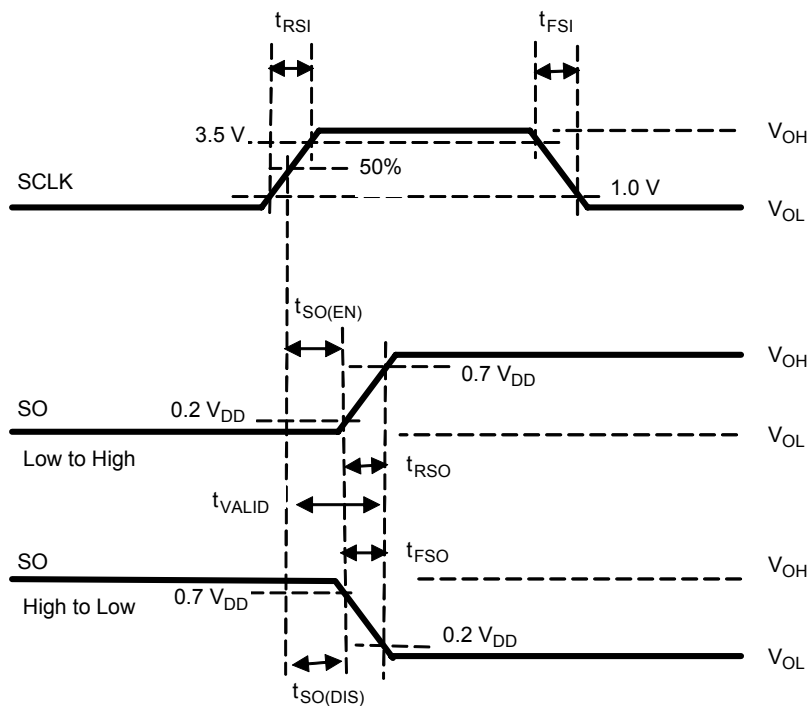 tRSI
tFSI
3.5 V
VOH
50%
SCLK
1.0 V
VOL
tSO(EN)
VOH
0.7 VDD
SO
0.2 VDD
VOL
Low to High
tRSO
tVALID
SO
tFSO
VOH
0.7 VDD
High to Low
0.2 VDD
VOL
tSO(DIS)